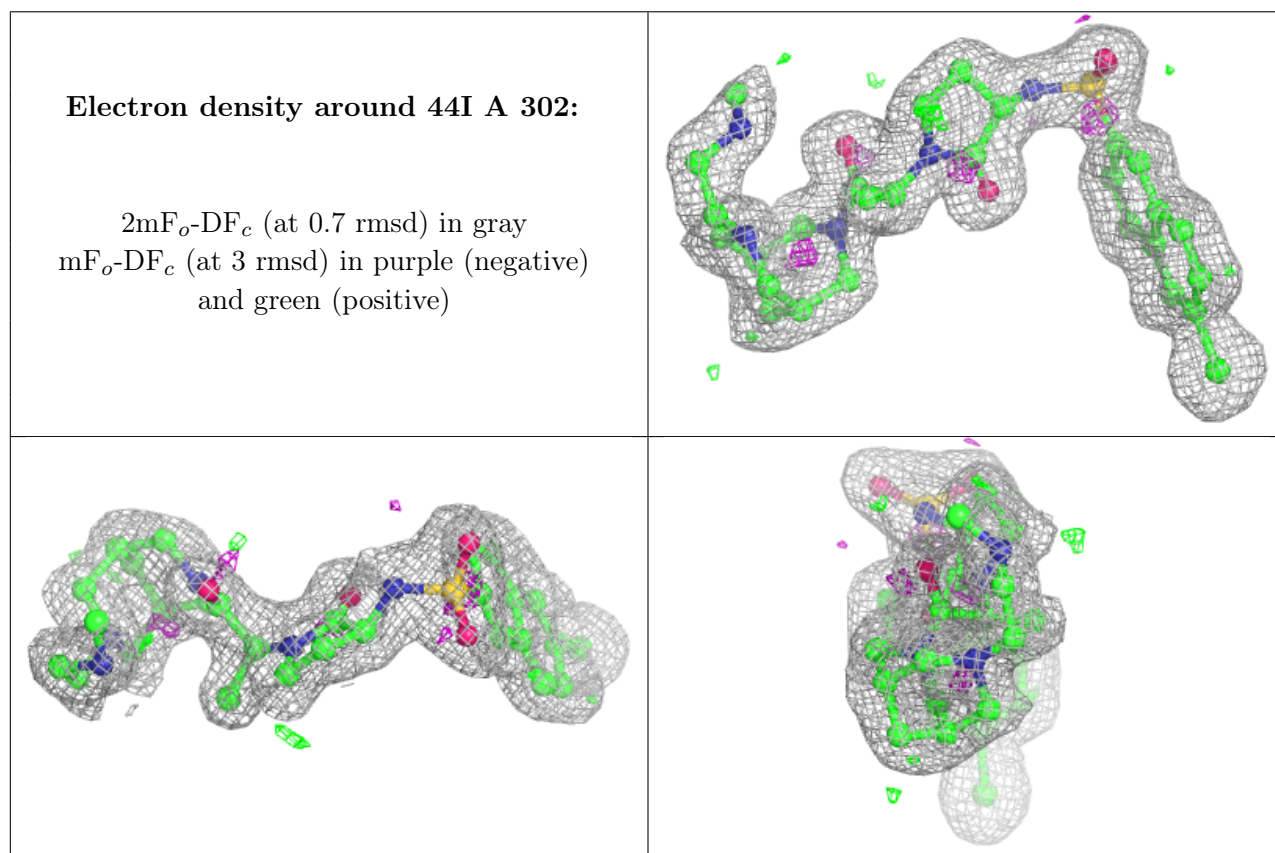 Electron density around 44I A 302:
2mFₒ-DF𝑐 (at 0.7 rmsd) in gray
mFₒ-DF𝑐 (at 3 rmsd) in purple (negative)
and green (positive)